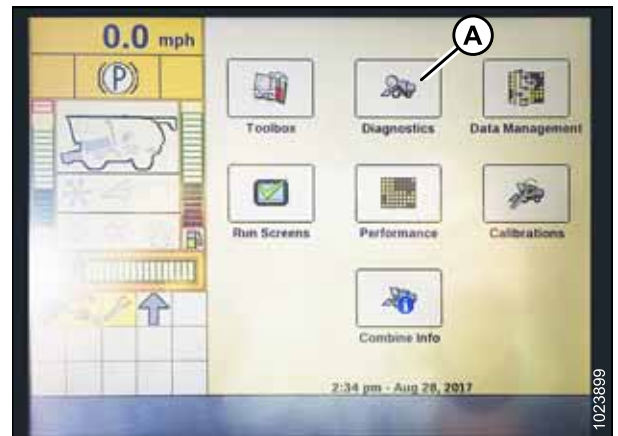 0.0 mph
(P)
A
Toolbox
Diagnostics
Data Management
Run Screens
Performance
Calibrations
Combine Info
2:34 pm - Aug 28, 2017
1023899